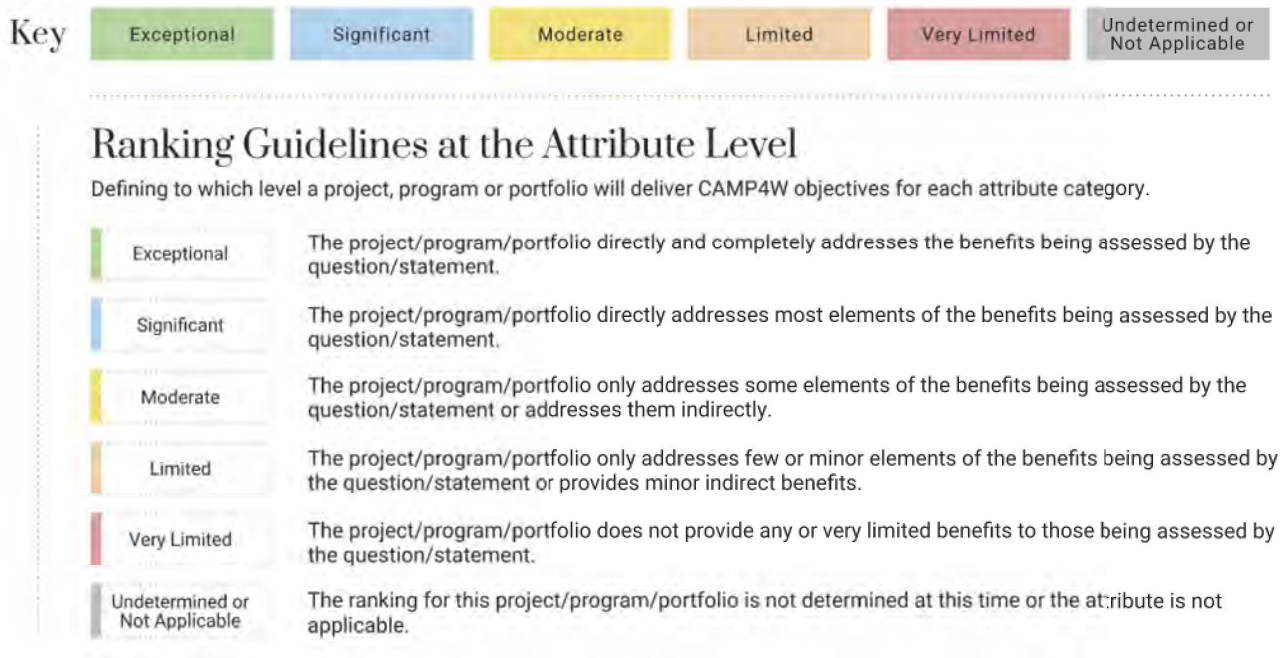 Key
Exceptional
Significant
Moderate
Limited
Very Limited
Undetermined or
Not Applicable
Ranking Guidelines at the Attribute Level
Defining to which level a project, program or portfolio will deliver CAMP4W objectives for each attribute category.
Exceptional
The project/program/portfolio directly and completely addresses the benefits being assessed by the
question/statement.
Significant
The project/program/portfolio directly addresses most elements of the benefits being assessed by the
question/statement.
Moderate
The project/program/portfolio only addresses some elements of the benefits being assessed by the
question/statement or addresses them indirectly.
Limited
The project/program/portfolio only addresses few or minor elements of the benefits being assessed by
the question/statement or provides minor indirect benefits.
Very Limited
The project/program/portfolio does not provide any or very limited benefits to those being assessed by
the question/statement.
Undetermined or
Not Applicable
The ranking for this project/program/portfolio is not determined at this time or the attribute is not
applicable.